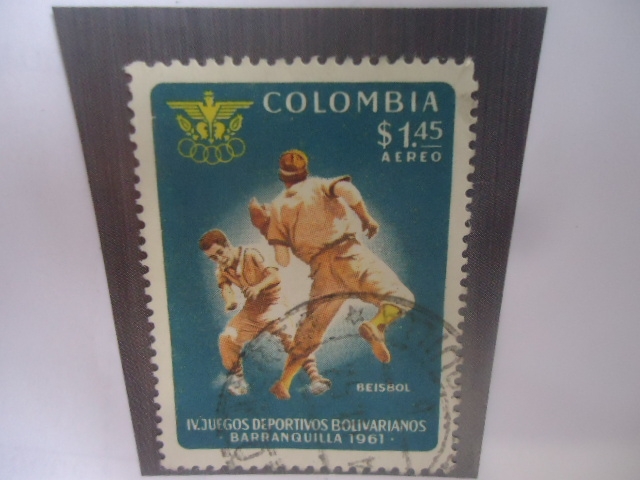 COLOMBIA
$1.45
AEREO
BEISBOL
IV. JUEGOS DEPORTIVOS BOLIVARIANOS
· BARRANQUILLA 1961 ·